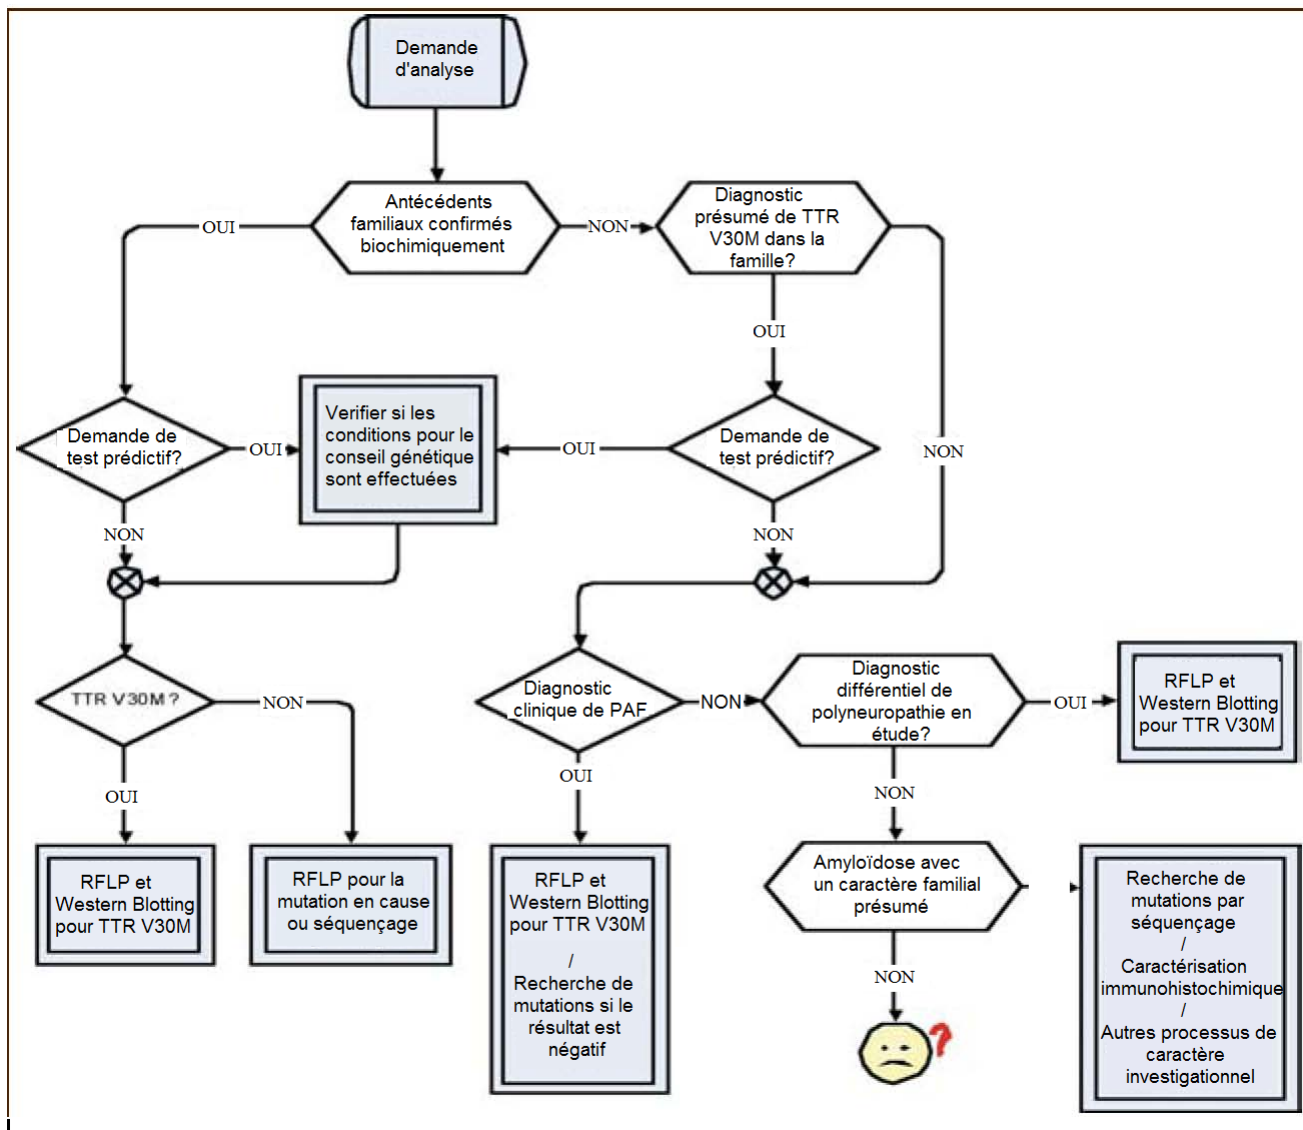 Demande
d'analyse
Antécédents
familiaux confirmés
biochimiquement
Diagnostic
présumé de TTR
V30M dans la
famille?
OUI
NON
OUI
Verifier si les
conditions pour le
conseil génétique
sont effectuées
Demande de
test prédictif?
OUI
OUI
Demande de
test prédictif?
NON
NON
NON
TTR V30M ?
NON
Diagnostic
clinique de PAF
NON
Diagnostic
différentiel de
polyneuropathie en
étude?
OUI
RFLP et
Western Blotting
pour TTR V30M
OUI
OUI
NON
RFLP et
Western Blotting
pour TTR V30M
RFLP pour la
mutation en cause
ou séquençage
RFLP et
Western Blotting
pour TTR V30M
/
Recherche de
mutations si le
résultat est
négatif
Amyloïdose avec
un caractère familial
présumé
NON
?
Recherche de
mutations par
séquençage
/
Caractérisation
immunohistochimique
/
Autres processus de
caractère
investigationnel